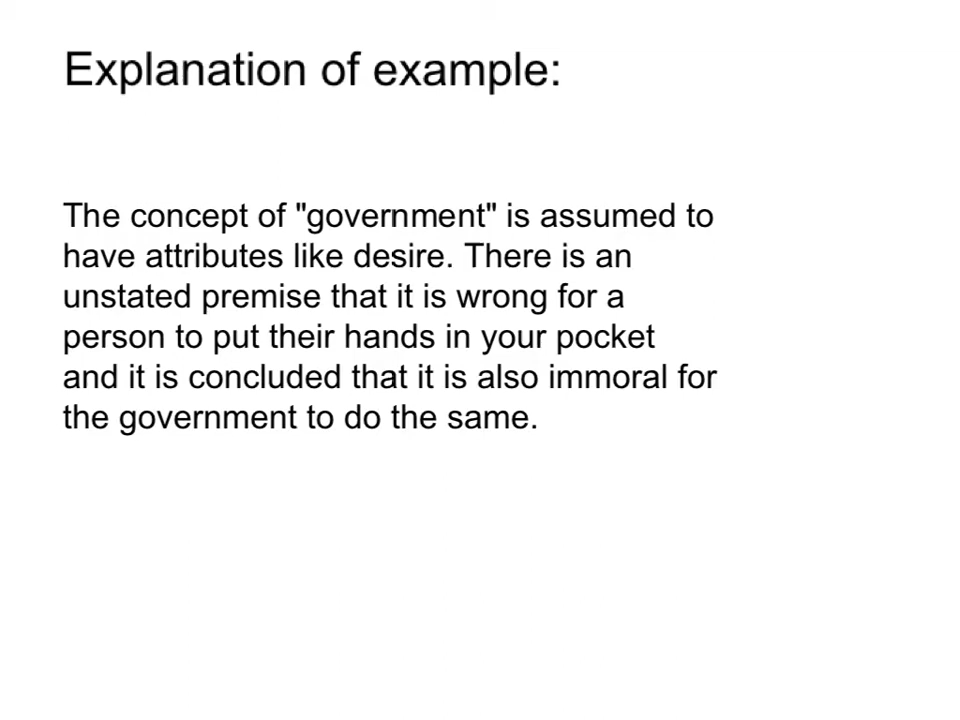 Explanation of example:
The concept of "government" is assumed to
have attributes like desire. There is an
unstated premise that it is wrong for a
person to put their hands in your pocket
and it is concluded that it is also immoral for
the government to do the same.